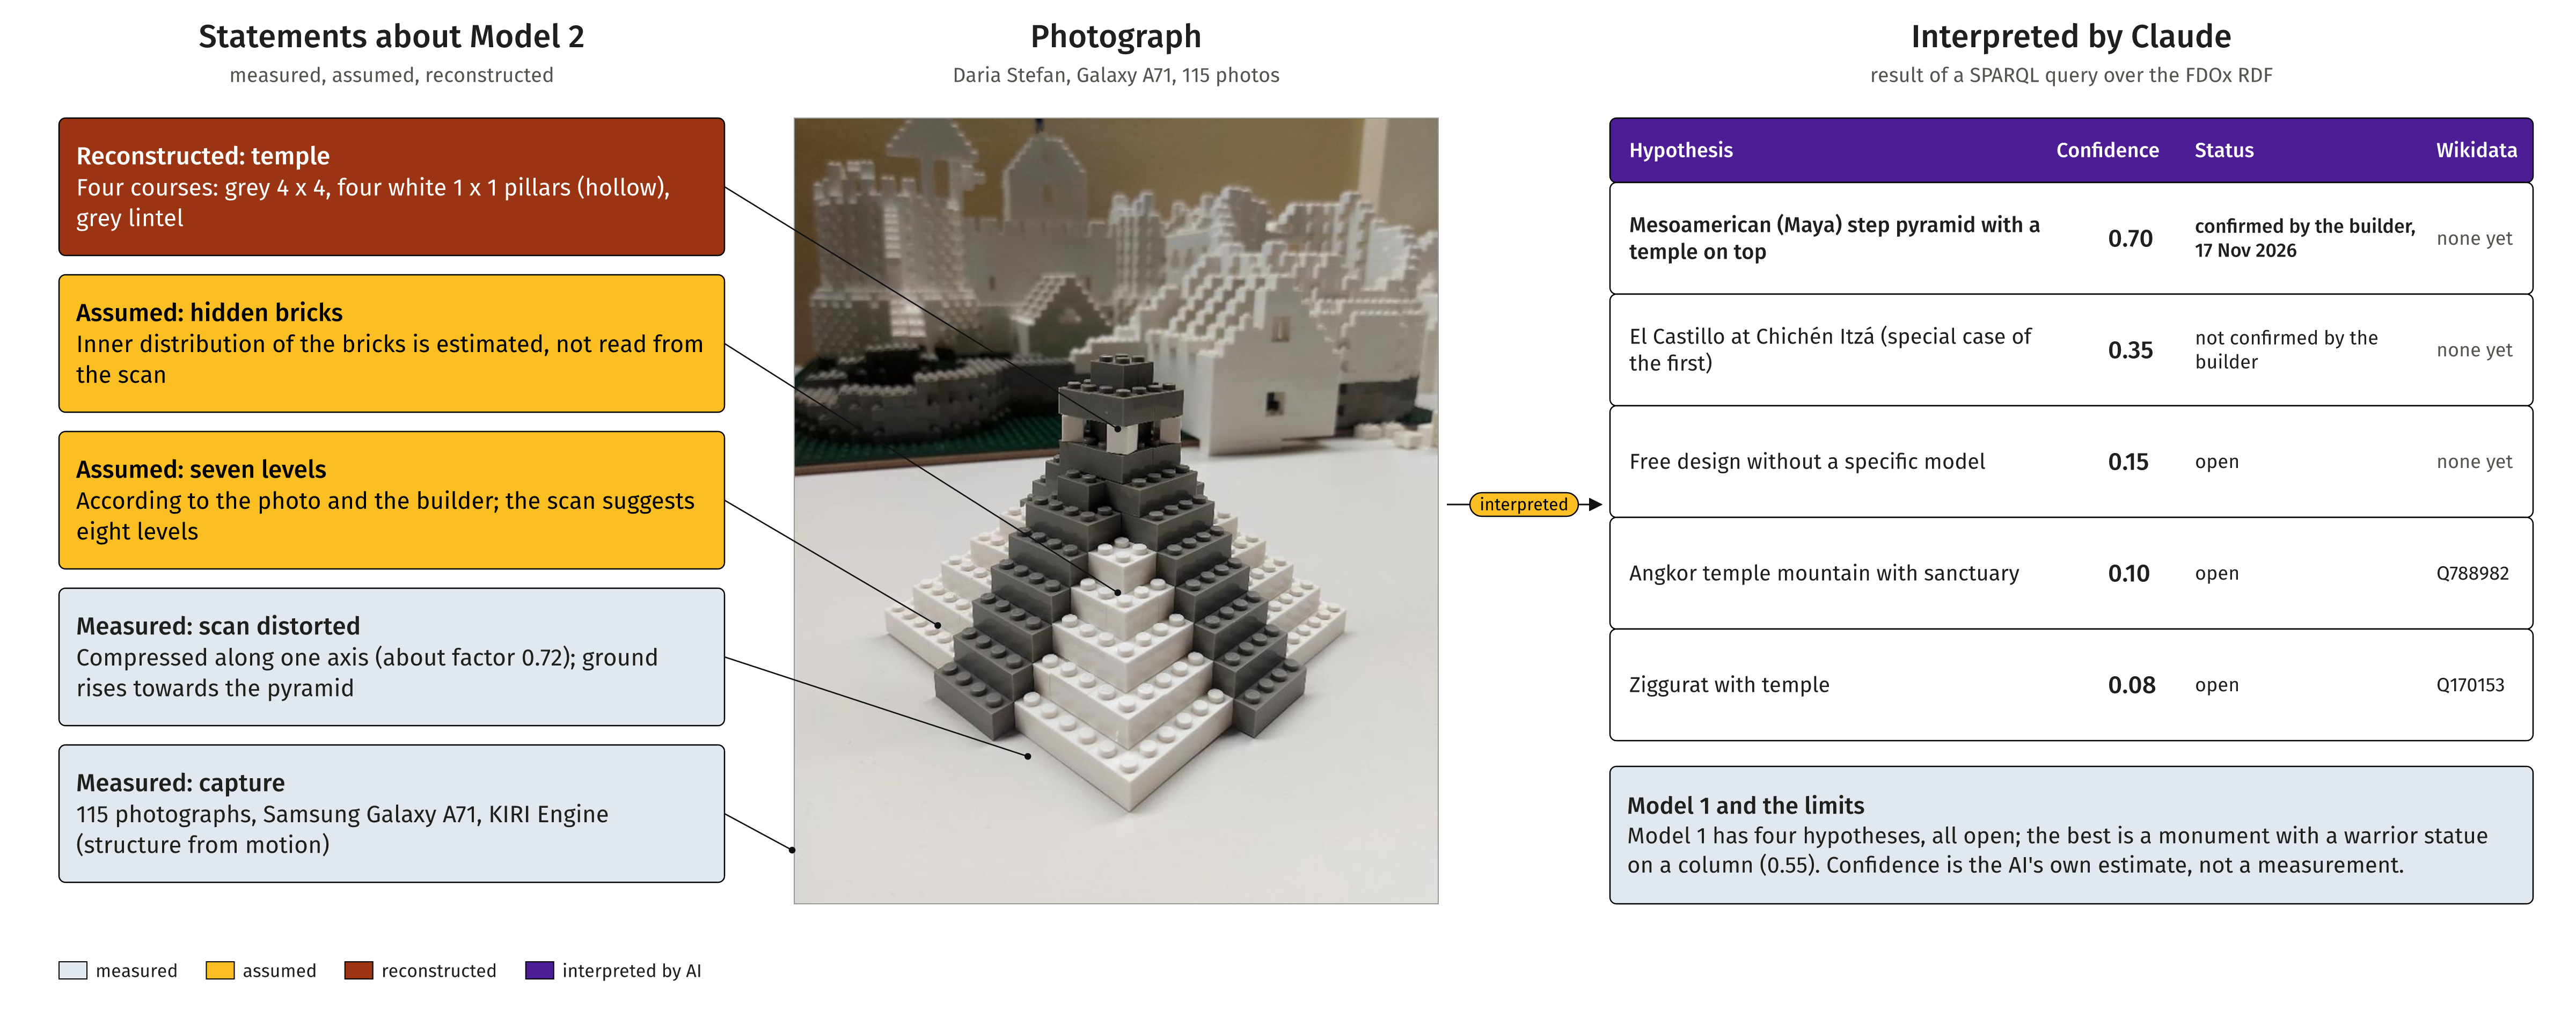 Statements about Model 2
measured, assumed, reconstructed
Reconstructed: temple
Four courses: grey 4 x 4, four white 1 x 1 pillars (hollow),
grey lintel
Assumed: hidden bricks
Inner distribution of the bricks is estimated, not read from
the scan
Assumed: seven levels
According to the photo and the builder; the scan suggests
eight levels
Measured: scan distorted
Compressed along one axis (about factor 0.72); ground
rises towards the pyramid
Measured: capture
115 photographs, Samsung Galaxy A71, KIRI Engine
(structure from motion)
Photograph
Daria Stefan, Galaxy A71, 115 photos
interpreted
Interpreted by Claude
result of a SPARQL query over the FDOx RDF
Hypothesis Confidence Status Wikidata
Mesoamerican (Maya) step pyramid with a
temple on top
0.70
confirmed by the builder,
17 Nov 2026
none yet
El Castillo at Chichén Itzá (special case of
the first)
0.35
not confirmed by the
builder
none yet
Free design without a specific model 0.15 open none yet
Angkor temple mountain with sanctuary 0.10 open Q788982
Ziggurat with temple 0.08 open Q170153
Model 1 and the limits
Model 1 has four hypotheses, all open; the best is a monument with a warrior statue
on a column (0.55). Confidence is the AI's own estimate, not a measurement.
measured assumed reconstructed interpreted by AI